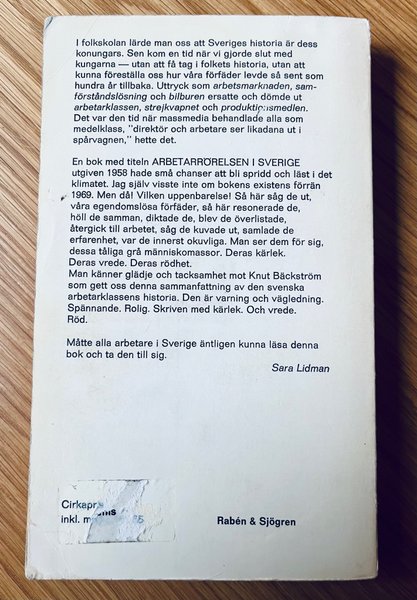 I folkskolan lärde man oss att Sveriges historia är dess
konungars. Sen kom en tid när vi gjorde slut med
kungarna — utan att få tag i folkets historia, utan att
kunna föreställa oss hur våra förfäder levde så sent som
hundra år tillbaka. Uttryck som arbetsmarknaden, sam-
förståndslösning och bilburen ersatte och dömde ut
arbetarklassen, strejkvapnet och produktionsmedlen.
Det var den tid när massmedia behandlade alla som
medelklass, "direktör och arbetare ser likadana ut i
spårvagnen," hette det.
En bok med titeln ARBETARRÖRELSEN I SVERIGE
utgiven 1958 hade små chanser att bli spridd och läst i det
klimatet. Jag själv visste inte om bokens existens förrän
1969. Men då! Vilken uppenbarelse! Så här såg de ut,
våra egendomslösa förfäder, så här resonerade de,
höll de samman, diktade de, blev de överlistade,
återgick till arbetet, såg de kuvade ut, samlade de
erfarenhet, var de innerst okuvliga. Man ser dem för sig,
dessa tåliga grå människomassor. Deras kärlek.
Deras vrede. Deras rödhet.
Man känner glädje och tacksamhet mot Knut Bäckström
som gett oss denna sammanfattning av den svenska
arbetarklassens historia. Den är varning och vägledning.
Spännande. Rolig. Skriven med kärlek. Och vrede.
Röd.
Måtte alla arbetare i Sverige äntligen kunna läsa denna
bok och ta den till sig.
Sara Lidman
Cirkapr
inkl. m
Rabén & Sjögren